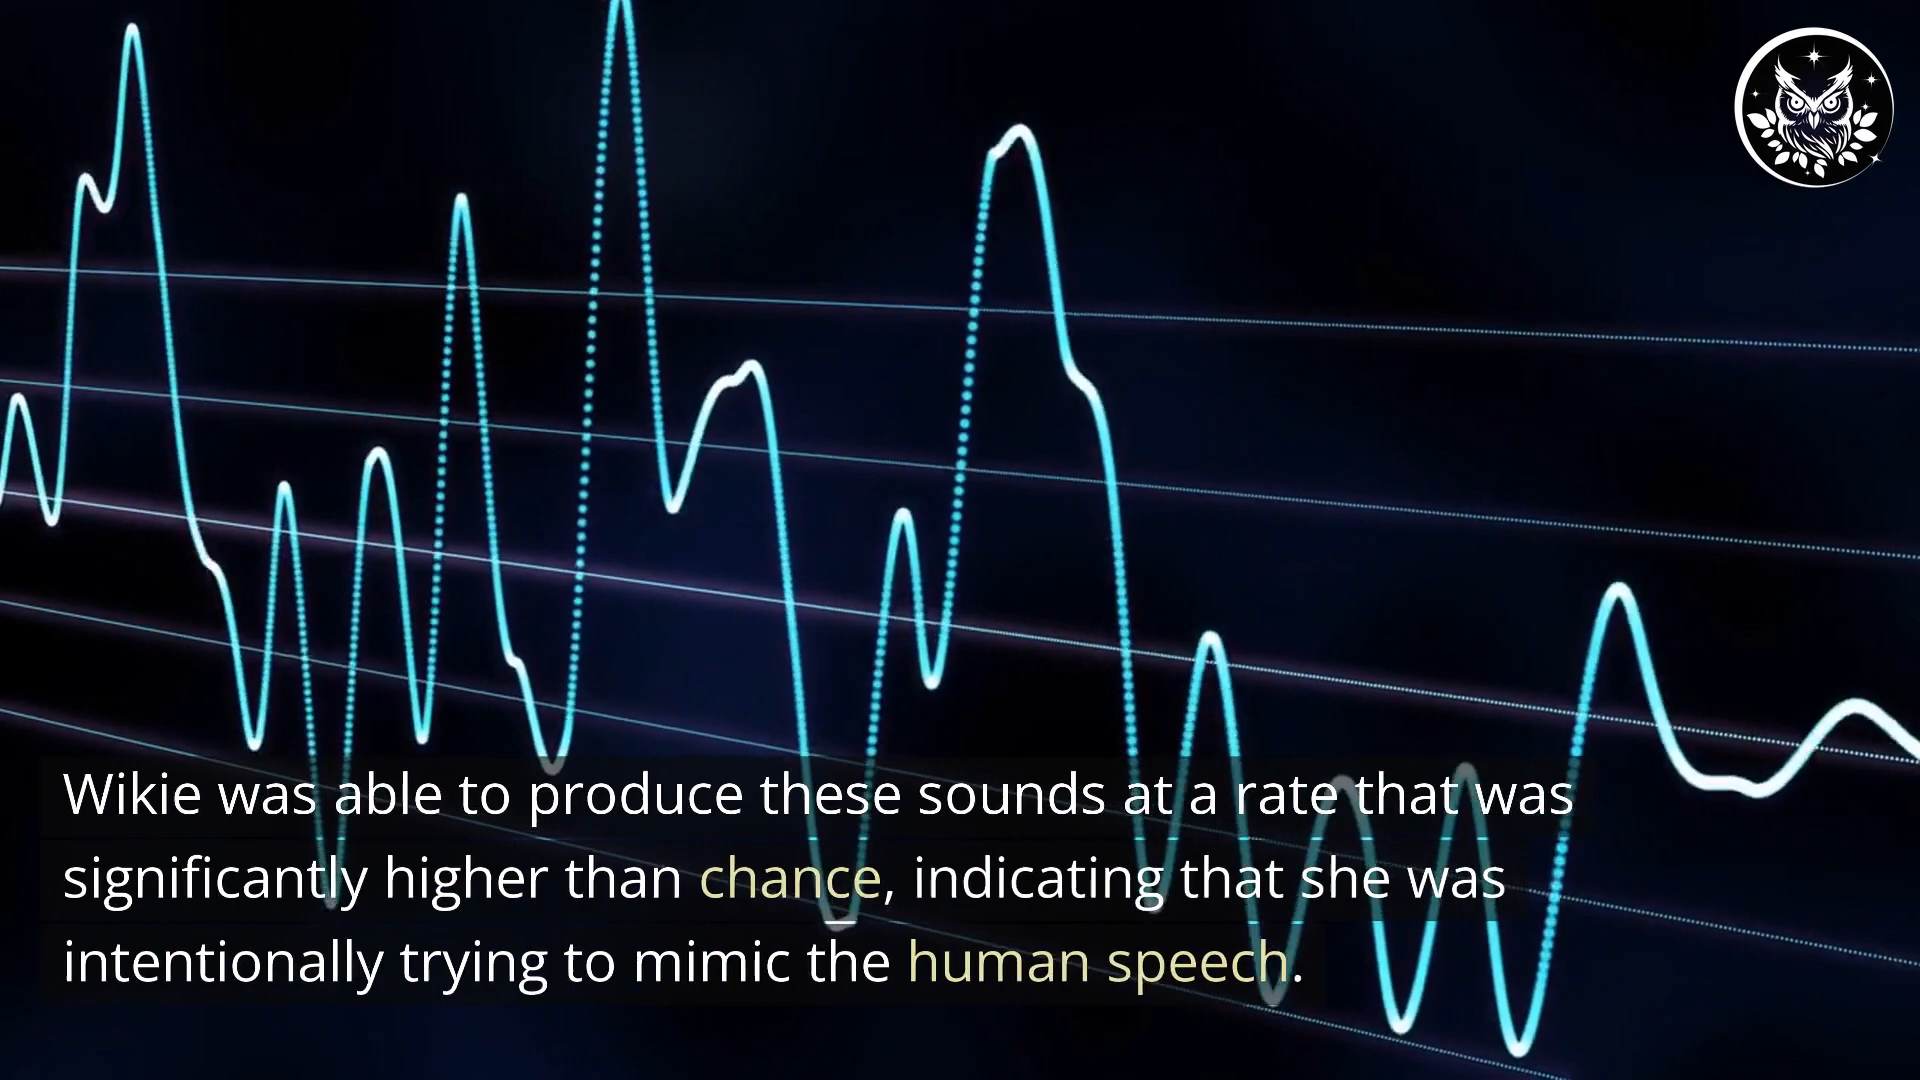 Wikie was able to produce these sounds at a rate that was
significantly higher than chance, indicating that she was
intentionally trying to mimic the human speech.